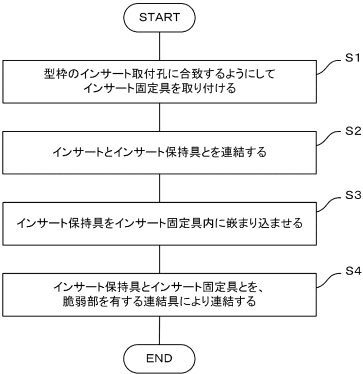 START
S1
型枠のインサート取付孔に合致するようにして
インサート固定具を取り付ける
S2
インサートとインサート保持具とを連結する
S3
インサート保持具をインサート固定具内に嵌まり込ませる
S4
インサート保持具とインサート固定具とを、
脆弱部を有する連結具により連結する
END